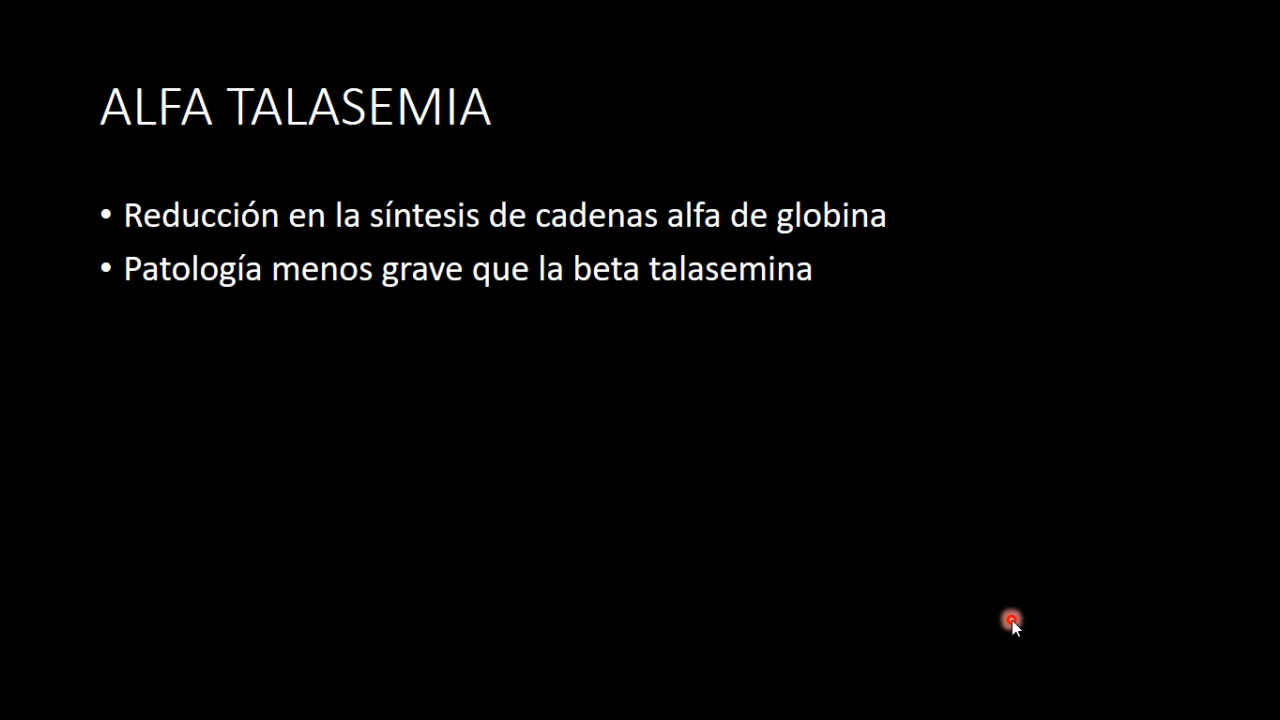 ALFA TALASEMIA
• Reducción en la síntesis de cadenas alfa de globina
• Patología menos grave que la beta talasemina